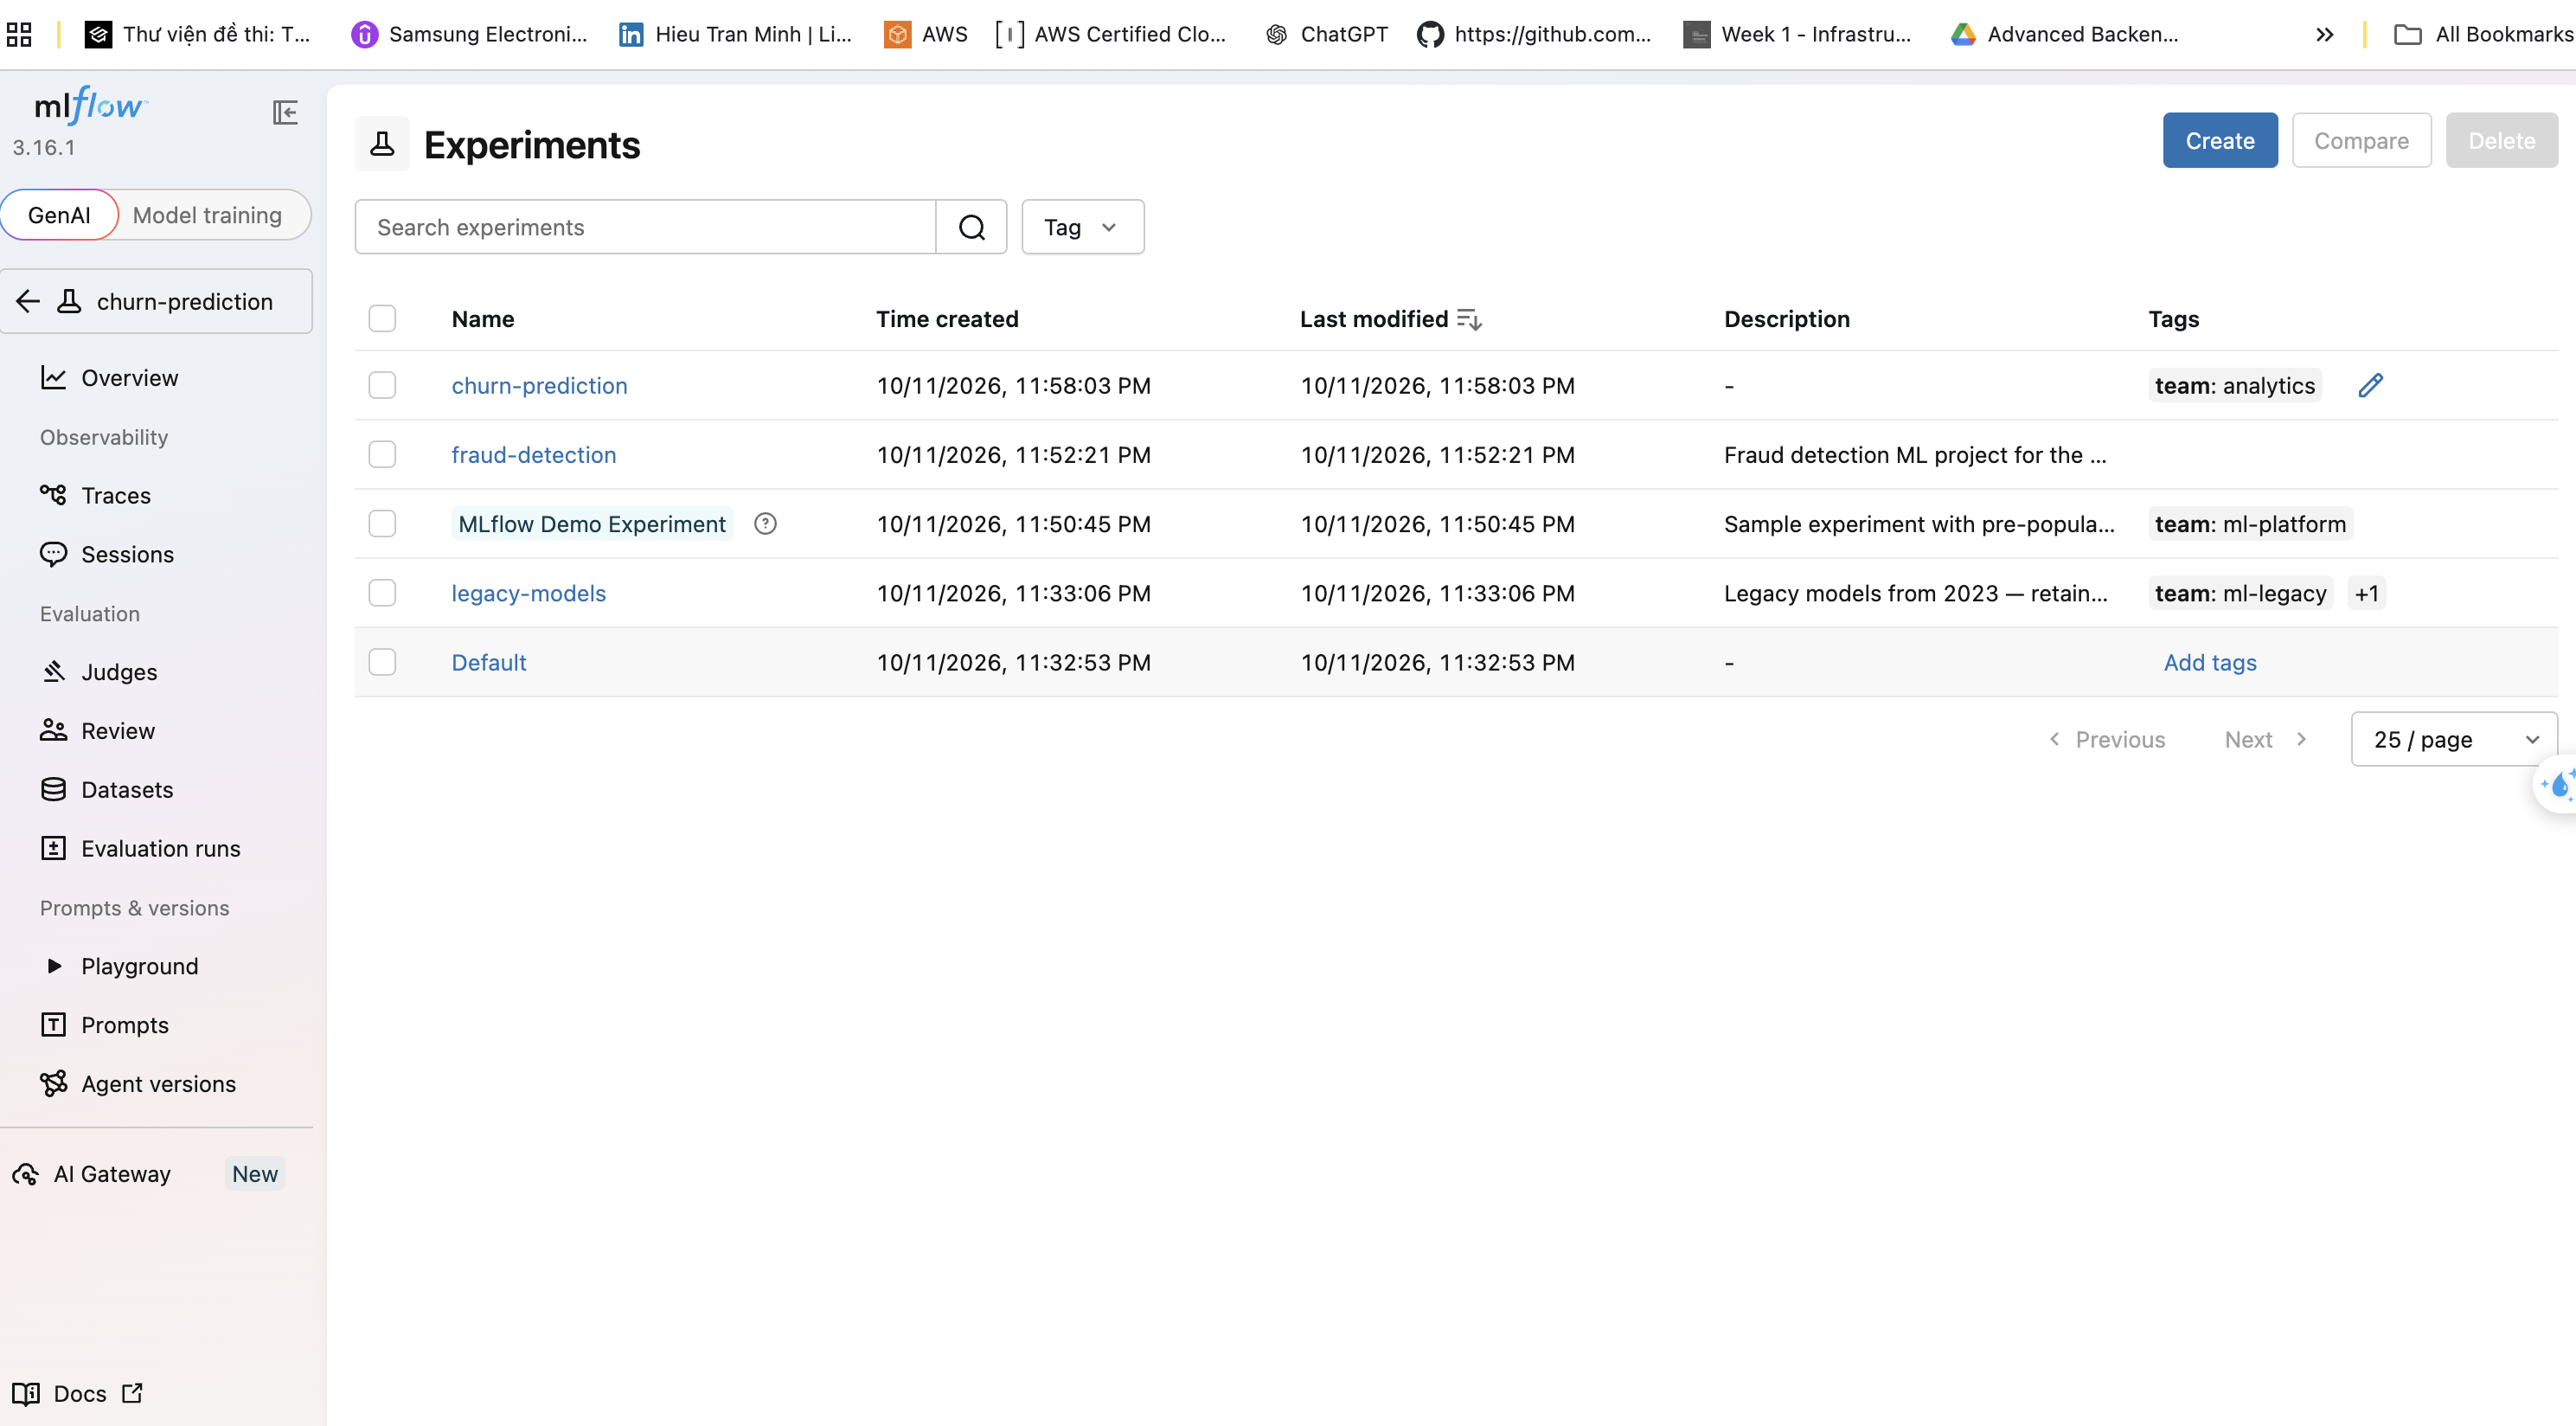 Thư viện đề thi: T...
Samsung Electroni...
Hieu Tran Minh | Li...
AWS
AWS Certified Clo...
ChatGPT
https://github.com...
Week 1 - Infrastru...
Advanced Backen...
All Bookmarks
mlflow
3.16.1
GenAI
Model training
churn-prediction
Overview
Observability
Traces
Sessions
Evaluation
Judges
Review
Datasets
Evaluation runs
Prompts & versions
Playground
Prompts
Agent versions
AI Gateway New
Docs
Experiments
Create Compare Delete
Search experiments
Tag
Name Time created Last modified Description Tags
churn-prediction 10/11/2026, 11:58:03 PM 10/11/2026, 11:58:03 PM - team: analytics
fraud-detection 10/11/2026, 11:52:21 PM 10/11/2026, 11:52:21 PM Fraud detection ML project for the ...
MLflow Demo Experiment 10/11/2026, 11:50:45 PM 10/11/2026, 11:50:45 PM Sample experiment with pre-popula... team: ml-platform
legacy-models 10/11/2026, 11:33:06 PM 10/11/2026, 11:33:06 PM Legacy models from 2023 — retain... team: ml-legacy +1
Default 10/11/2026, 11:32:53 PM 10/11/2026, 11:32:53 PM - Add tags
Previous Next 25 / page